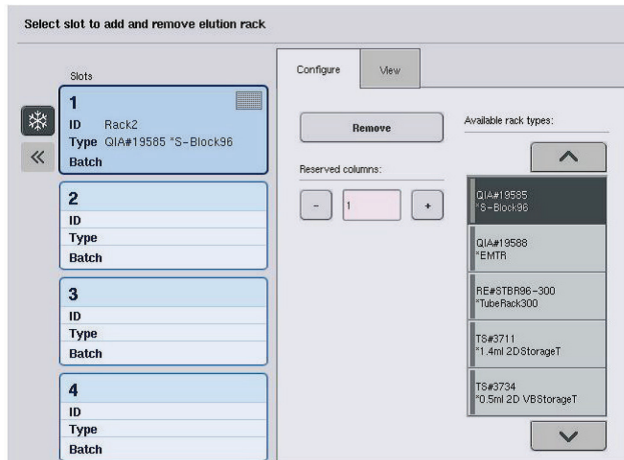 Select slot to add and remove elution rack
Slots
1
ID Rack2
Type QIA#19585 *S-Block96
Batch
2
ID
Type
Batch
3
ID
Type
Batch
4
ID
Type
Batch
Configure View
Remove
Reserved columns:
- 1 +
Available rack types:
QIA#19585
*S-Block96
QIA#19588
*EMTR
RE#STBR96-300
*TubeRack300
TS#3711
*1.4ml 2DStorageT
TS#3734
*0.5ml 2D VBStorageT